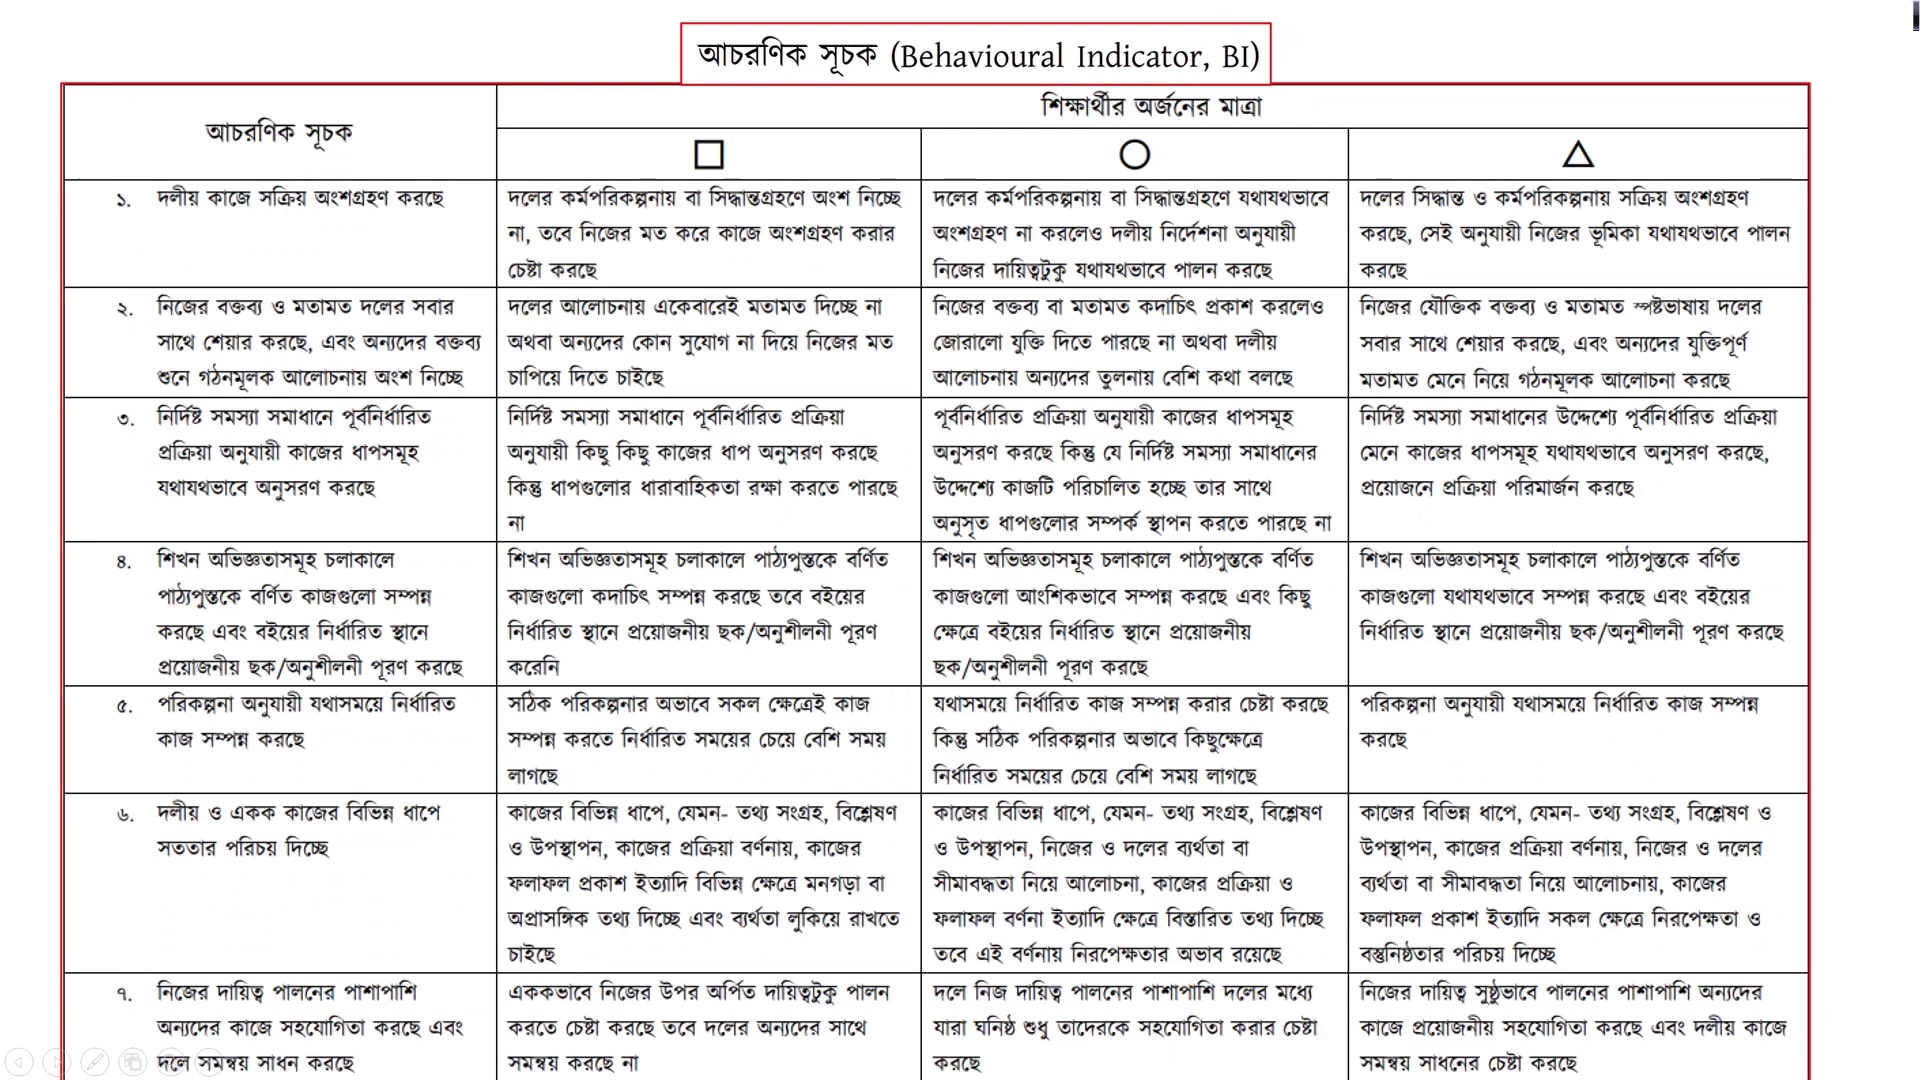 আচরণিক সূচক (Behavioural Indicator, BI)
আচরণিক সূচক
শিক্ষার্থীর অর্জনের মাত্রা
১. দলীয় কাজে সক্রিয় অংশগ্রহণ করছে
দলের কর্মপরিকল্পনায় বা সিদ্ধান্তগ্রহণে অংশ নিচ্ছে
না, তবে নিজের মত করে কাজে অংশগ্রহণ করার
চেষ্টা করছে
দলের কর্মপরিকল্পনায় বা সিদ্ধান্তগ্রহণে যথাযথভাবে
অংশগ্রহণ না করলেও দলীয় নির্দেশনা অনুযায়ী
নিজের দায়িত্বটুকু যথাযথভাবে পালন করছে
দলের সিদ্ধান্ত ও কর্মপরিকল্পনায় সক্রিয় অংশগ্রহণ
করছে, সেই অনুযায়ী নিজের ভূমিকা যথাযথভাবে পালন
করছে
২. নিজের বক্তব্য ও মতামত দলের সবার
সাথে শেয়ার করছে, এবং অন্যদের বক্তব্য
শুনে গঠনমূলক আলোচনায় অংশ নিচ্ছে
দলের আলোচনায় একেবারেই মতামত দিচ্ছে না
অথবা অন্যদের কোন সুযোগ না দিয়ে নিজের মত
চাপিয়ে দিতে চাইছে
নিজের বক্তব্য বা মতামত কদাচিৎ প্রকাশ করলেও
জোরালো যুক্তি দিতে পারছে না অথবা দলীয়
আলোচনায় অন্যদের তুলনায় বেশি কথা বলছে
নিজের যৌক্তিক বক্তব্য ও মতামত স্পষ্টভাষায় দলের
সবার সাথে শেয়ার করছে, এবং অন্যদের যুক্তিপূর্ণ
মতামত মেনে নিয়ে গঠনমূলক আলোচনা করছে
৩. নির্দিষ্ট সমস্যা সমাধানে পূর্বনির্ধারিত
প্রক্রিয়া অনুযায়ী কাজের ধাপসমূহ
যথাযথভাবে অনুসরণ করছে
নির্দিষ্ট সমস্যা সমাধানে পূর্বনির্ধারিত প্রক্রিয়া
অনুযায়ী কিছু কিছু কাজের ধাপ অনুসরণ করছে
কিন্তু ধাপগুলোর ধারাবাহিকতা রক্ষা করতে পারছে
না
পূর্বনির্ধারিত প্রক্রিয়া অনুযায়ী কাজের ধাপসমূহ
অনুসরণ করছে কিন্তু যে নির্দিষ্ট সমস্যা সমাধানের
উদ্দেশ্যে কাজটি পরিচালিত হচ্ছে তার সাথে
অনুসৃত ধাপগুলোর সম্পর্ক স্থাপন করতে পারছে না
নির্দিষ্ট সমস্যা সমাধানের উদ্দেশ্যে পূর্বনির্ধারিত প্রক্রিয়া
মেনে কাজের ধাপসমূহ যথাযথভাবে অনুসরণ করছে,
প্রয়োজনে প্রক্রিয়া পরিমার্জন করছে
৪. শিখন অভিজ্ঞতাসমূহ চলাকালে
পাঠ্যপুস্তকে বর্ণিত কাজগুলো সম্পন্ন
করছে এবং বইয়ের নির্ধারিত স্থানে
প্রয়োজনীয় ছক/অনুশীলনী পূরণ করছে
শিখন অভিজ্ঞতাসমূহ চলাকালে পাঠ্যপুস্তকে বর্ণিত
কাজগুলো কদাচিৎ সম্পন্ন করছে তবে বইয়ের
নির্ধারিত স্থানে প্রয়োজনীয় ছক/অনুশীলনী পূরণ
করেনি
শিখন অভিজ্ঞতাসমূহ চলাকালে পাঠ্যপুস্তকে বর্ণিত
কাজগুলো আংশিকভাবে সম্পন্ন করছে এবং কিছু
ক্ষেত্রে বইয়ের নির্ধারিত স্থানে প্রয়োজনীয়
ছক/অনুশীলনী পূরণ করছে
শিখন অভিজ্ঞতাসমূহ চলাকালে পাঠ্যপুস্তকে বর্ণিত
কাজগুলো যথাযথভাবে সম্পন্ন করছে এবং বইয়ের
নির্ধারিত স্থানে প্রয়োজনীয় ছক/অনুশীলনী পূরণ করছে
৫. পরিকল্পনা অনুযায়ী যথাসময়ে নির্ধারিত
কাজ সম্পন্ন করছে
সঠিক পরিকল্পনার অভাবে সকল ক্ষেত্রেই কাজ
সম্পন্ন করতে নির্ধারিত সময়ের চেয়ে বেশি সময়
লাগছে
যথাসময়ে নির্ধারিত কাজ সম্পন্ন করার চেষ্টা করছে
কিন্তু সঠিক পরিকল্পনার অভাবে কিছুক্ষেত্রে
নির্ধারিত সময়ের চেয়ে বেশি সময় লাগছে
পরিকল্পনা অনুযায়ী যথাসময়ে নির্ধারিত কাজ সম্পন্ন
করছে
৬. দলীয় ও একক কাজের বিভিন্ন ধাপে
সততার পরিচয় দিচ্ছে
কাজের বিভিন্ন ধাপে, যেমন- তথ্য সংগ্রহ, বিশ্লেষণ
ও উপস্থাপন, কাজের প্রক্রিয়া বর্ণনায়, কাজের
ফলাফল প্রকাশ ইত্যাদি বিভিন্ন ক্ষেত্রে মনগড়া বা
অপ্রাসঙ্গিক তথ্য দিচ্ছে এবং ব্যর্থতা লুকিয়ে রাখতে
চাইছে
কাজের বিভিন্ন ধাপে, যেমন- তথ্য সংগ্রহ, বিশ্লেষণ
ও উপস্থাপন, নিজের ও দলের ব্যর্থতা বা
সীমাবদ্ধতা নিয়ে আলোচনা, কাজের প্রক্রিয়া ও
ফলাফল বর্ণনা ইত্যাদি ক্ষেত্রে বিস্তারিত তথ্য দিচ্ছে
তবে এই বর্ণনায় নিরপেক্ষতার অভাব রয়েছে
কাজের বিভিন্ন ধাপে, যেমন- তথ্য সংগ্রহ, বিশ্লেষণ ও
উপস্থাপন, কাজের প্রক্রিয়া বর্ণনায়, নিজের ও দলের
ব্যর্থতা বা সীমাবদ্ধতা নিয়ে আলোচনায়, কাজের
ফলাফল প্রকাশ ইত্যাদি সকল ক্ষেত্রে নিরপেক্ষতা ও
বস্তুনিষ্ঠতার পরিচয় দিচ্ছে
৭. নিজের দায়িত্ব পালনের পাশাপাশি
অন্যদের কাজে সহযোগিতা করছে এবং
দলে সমন্বয় সাধন করছে
এককভাবে নিজের উপর অর্পিত দায়িত্বটুকু পালন
করতে চেষ্টা করছে তবে দলের অন্যদের সাথে
সমন্বয় করছে না
দলে নিজ দায়িত্ব পালনের পাশাপাশি দলের মধ্যে
যারা ঘনিষ্ঠ শুধু তাদেরকে সহযোগিতা করার চেষ্টা
করছে
নিজের দায়িত্ব সুষ্ঠুভাবে পালনের পাশাপাশি অন্যদের
কাজে প্রয়োজনীয় সহযোগিতা করছে এবং দলীয় কাজে
সমন্বয় সাধনের চেষ্টা করছে